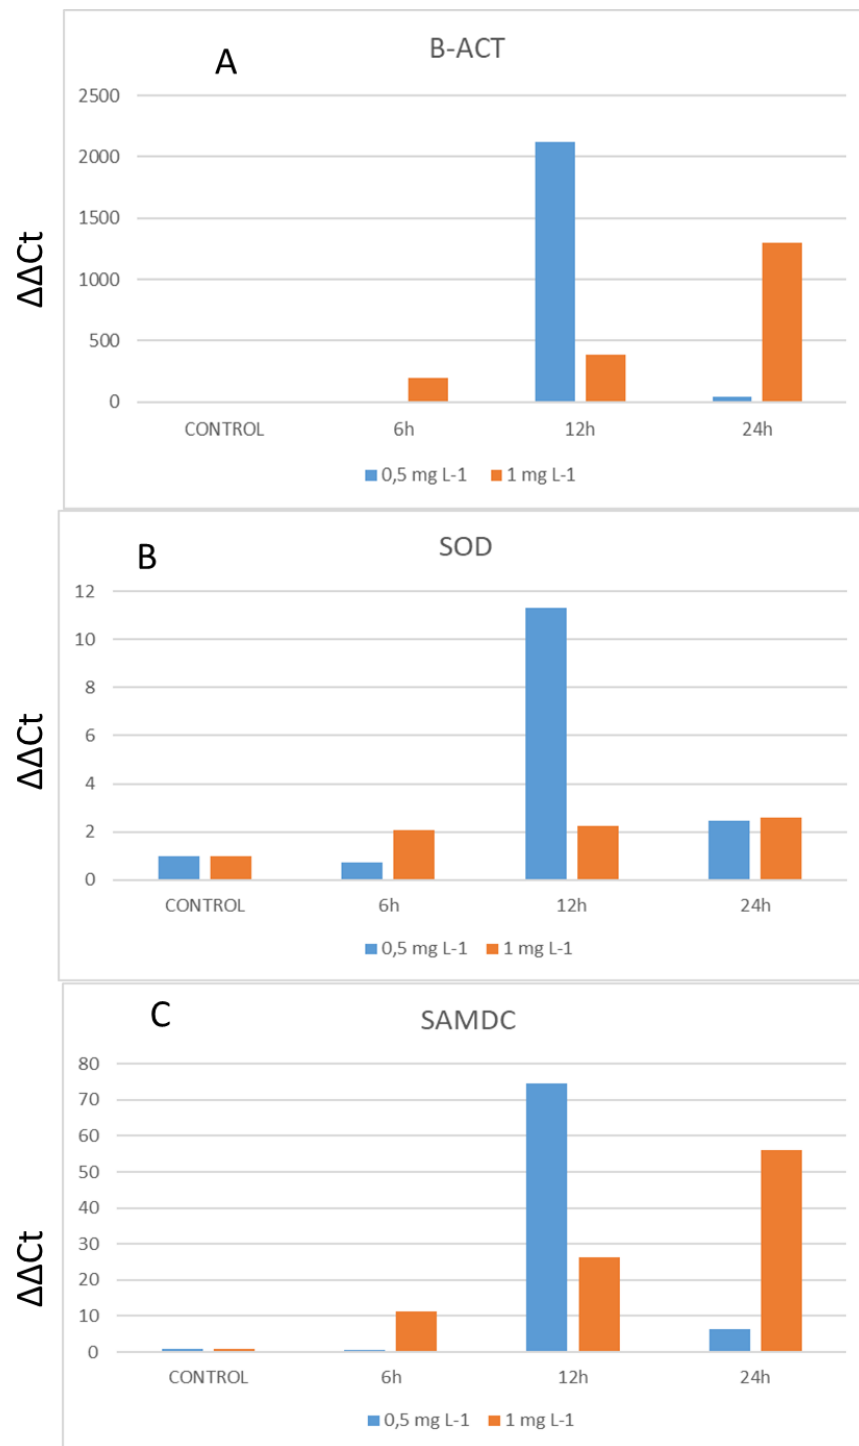 A
B-ACT
2500
2000
1500
1000
500
0
ΔΔCt
CONTROL 6h 12h 24h
0,5 mg L-1 1 mg L-1
B
SOD
12
10
8
6
4
2
0
ΔΔCt
CONTROL 6h 12h 24h
0,5 mg L-1 1 mg L-1
C
SAMDC
80
70
60
50
40
30
20
10
0
ΔΔCt
CONTROL 6h 12h 24h
0,5 mg L-1 1 mg L-1